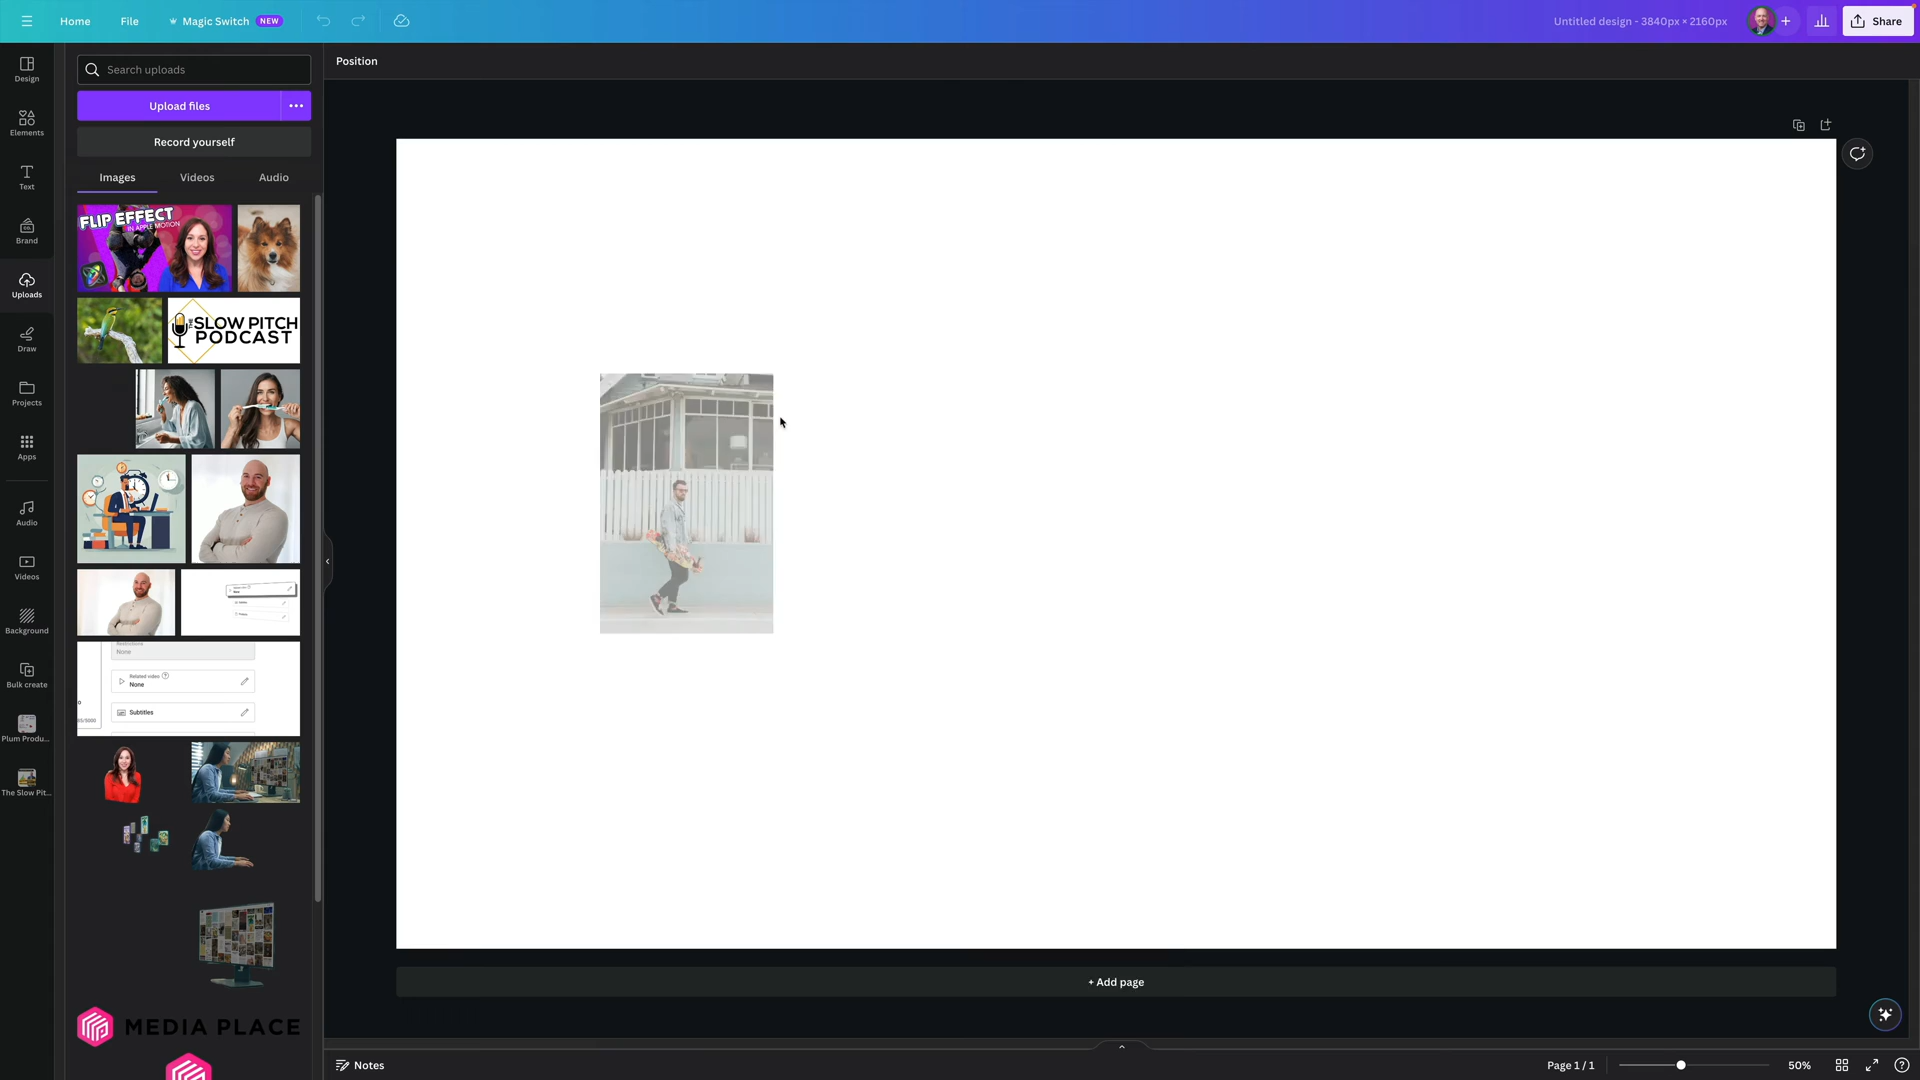 Home
File
Magic Switch
NEW
Untitled design - 3840px × 2160px
Share
Design
Elements
Text
Brand
Uploads
Draw
Projects
Apps
Audio
Videos
Background
Bulk create
Plum Produ...
The Slow Pit...
Search uploads
Upload files
Record yourself
Images
Videos
Audio
FLIP EFFECT
IN APPLE MOTION
THE SLOW PITCH
PODCAST
Restrictions
None
Related video
None
Subtitles
MEDIA PLACE
Position
+ Add page
Notes
Page 1 / 1
50%